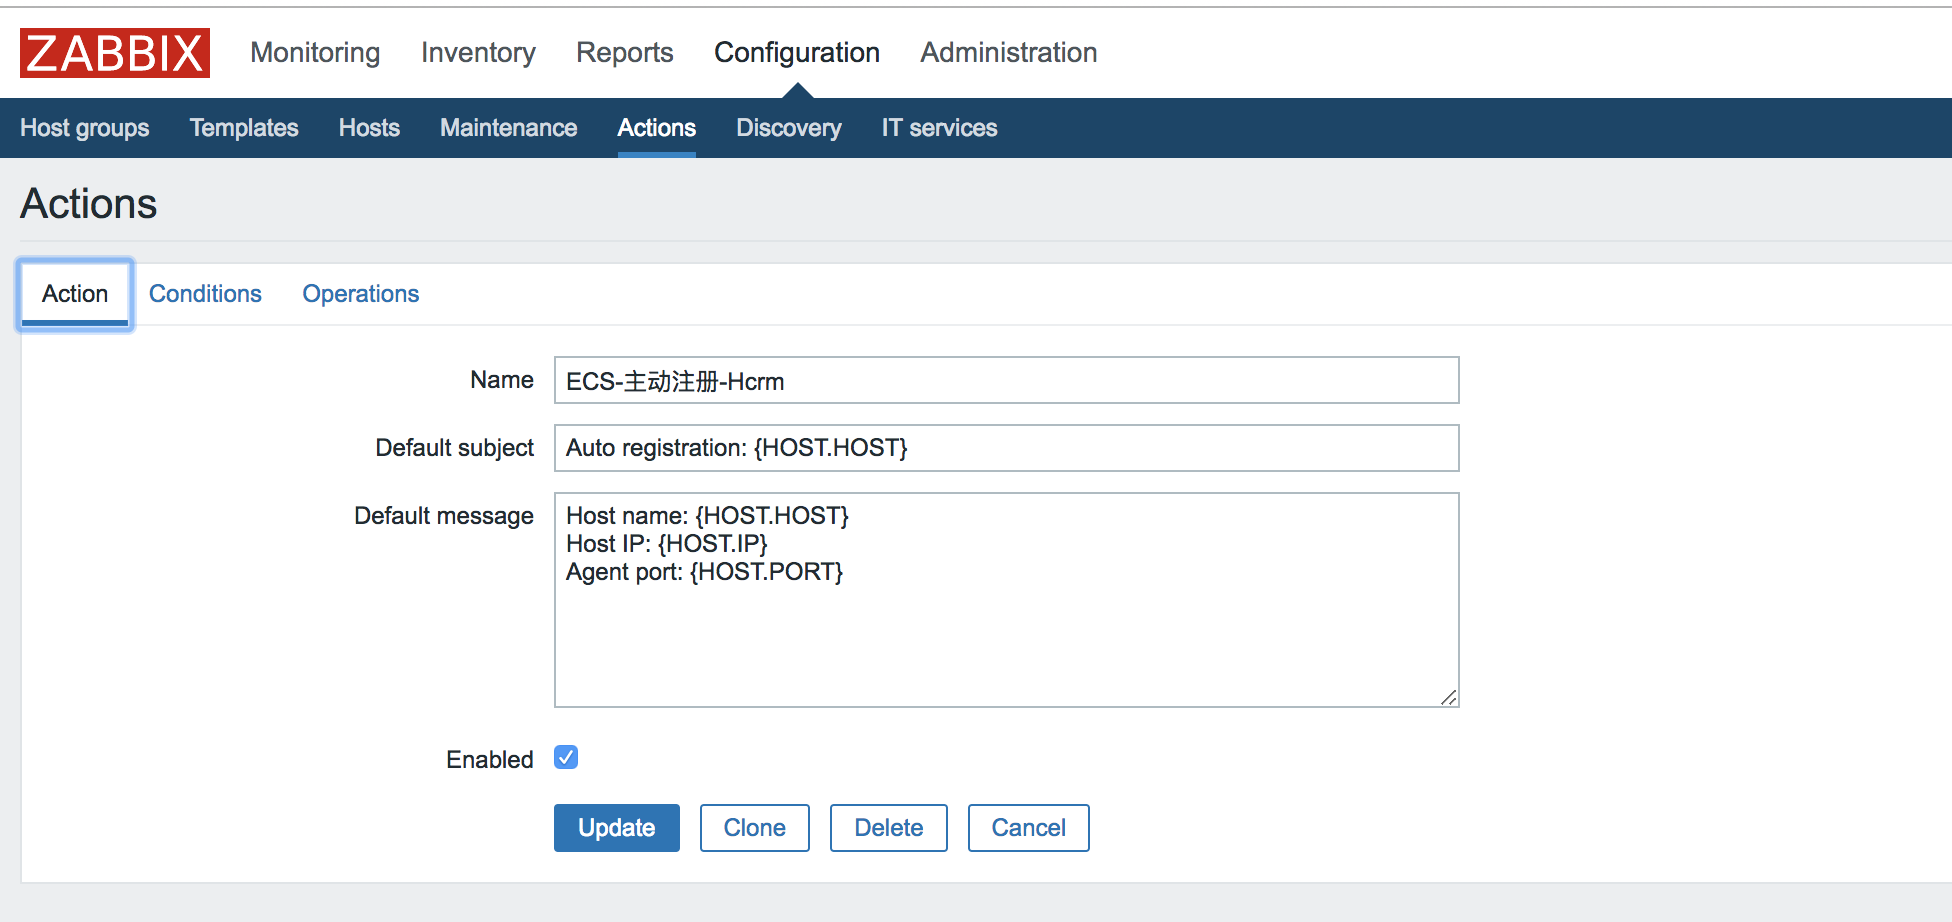 ZABBIX Monitoring Inventory Reports Configuration Administration
Host groups Templates Hosts Maintenance Actions Discovery IT services
Actions
Action Conditions Operations
Name ECS-主动注册-Hcrm
Default subject Auto registration: {HOST.HOST}
Default message Host name: {HOST.HOST}
Host IP: {HOST.IP}
Agent port: {HOST.PORT}
Enabled
Update Clone Delete Cancel